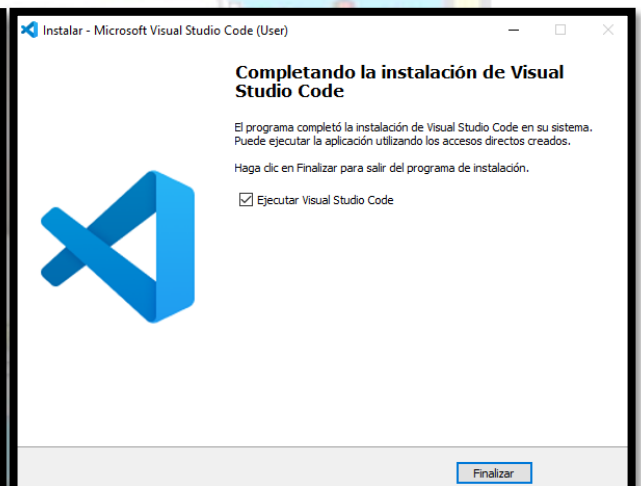 Instalar - Microsoft Visual Studio Code (User)
Completando la instalación de Visual
Studio Code
El programa completó la instalación de Visual Studio Code en su sistema.
Puede ejecutar la aplicación utilizando los accesos directos creados.
Haga clic en Finalizar para salir del programa de instalación.
Ejecutar Visual Studio Code
Finalizar